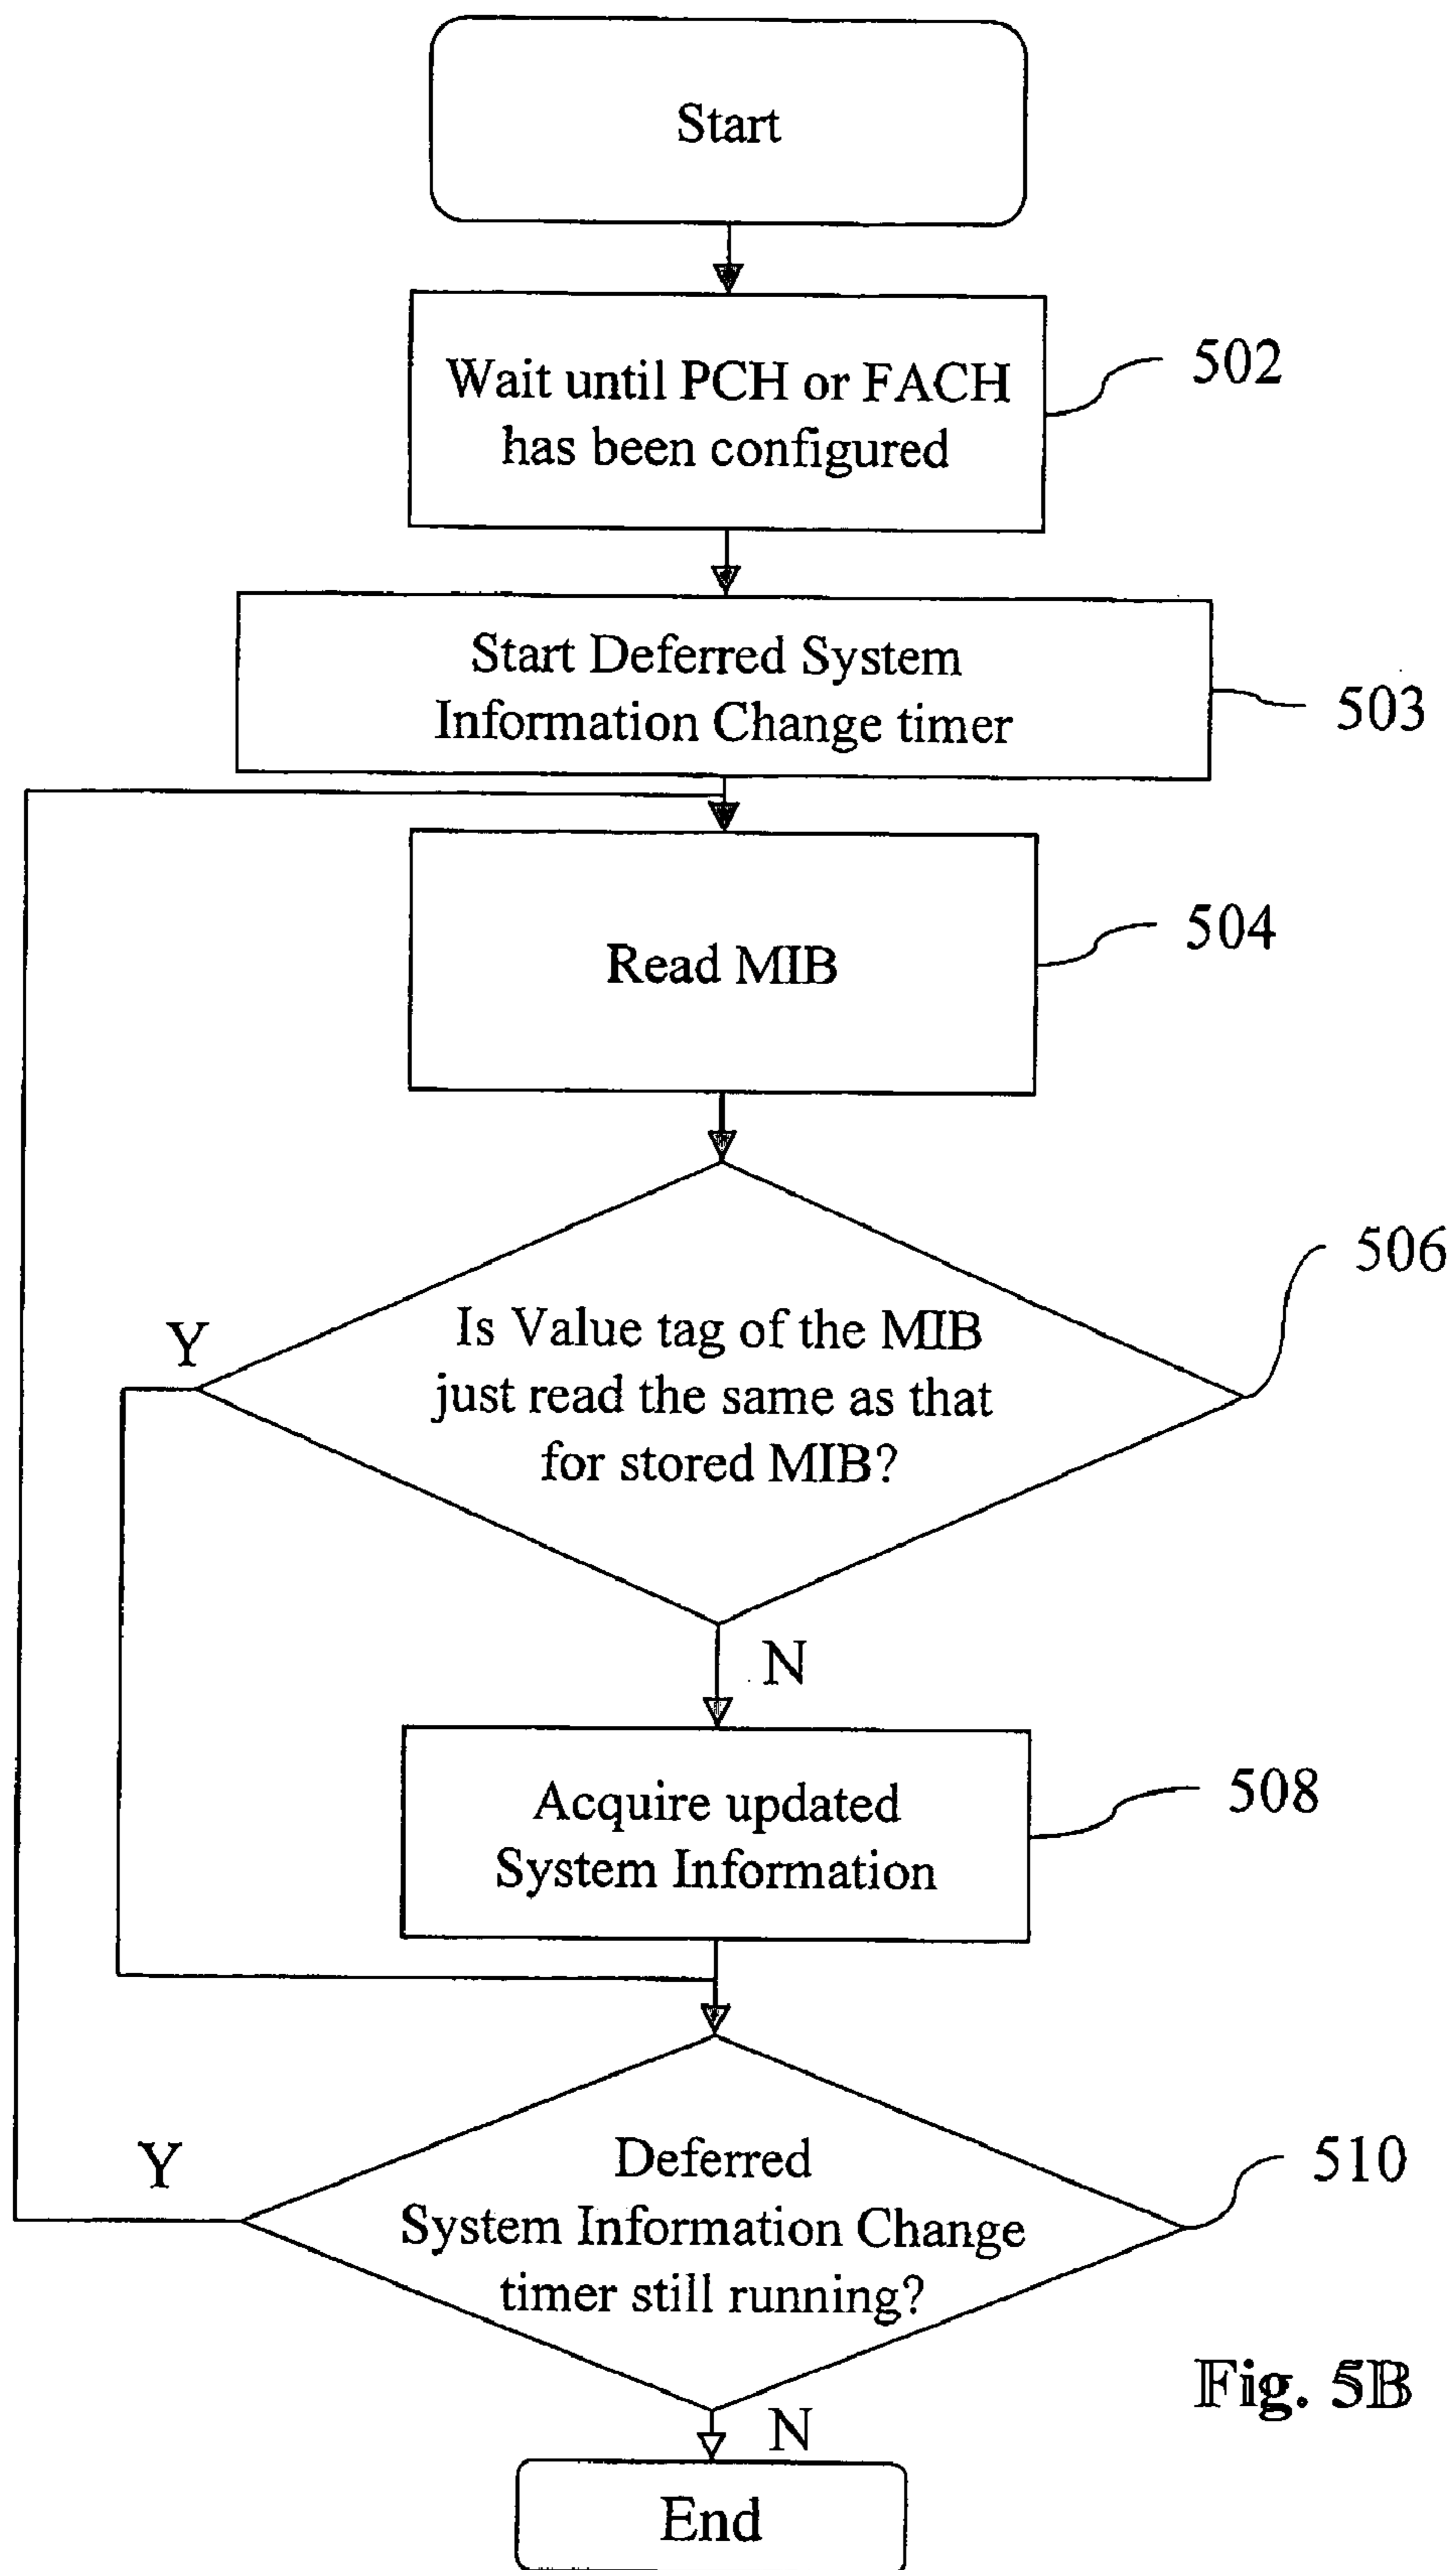 Start
Wait until PCH or FACH
has been configured
502
Start Deferred System
Information Change timer
503
Read MIB
504
506
Is Value tag of the MIB
just read the same as that
for stored MIB?
Y
N
Acquire updated
System Information
508
Deferred
System Information Change
timer still running?
510
Y
N
End
Fig. 5B